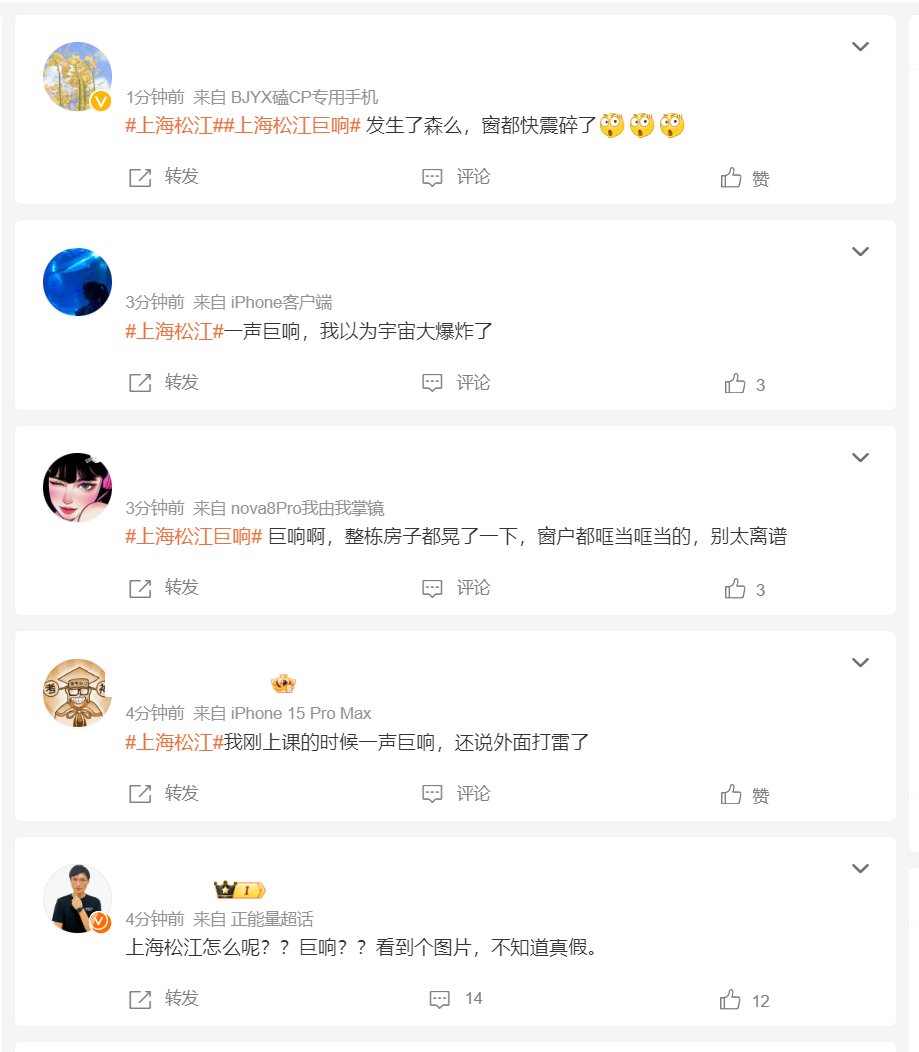 1分钟前 来自 BJYX磕CP专用手机
#上海松江##上海松江巨响# 发生了森么，窗都快震碎了
转发 评论 赞
3分钟前 来自 iPhone客户端
#上海松江#一声巨响，我以为宇宙大爆炸了
转发 评论 3
3分钟前 来自 nova8Pro我由我掌镜
#上海松江巨响# 巨响啊，整栋房子都晃了一下，窗户都哐当哐当的，别太离谱
转发 评论 3
4分钟前 来自 iPhone 15 Pro Max
#上海松江#我刚上课的时候一声巨响，还说外面打雷了
转发 评论 赞
I
4分钟前 来自 正能量超话
上海松江怎么呢？？巨响？？看到个图片，不知道真假。
转发 14 12